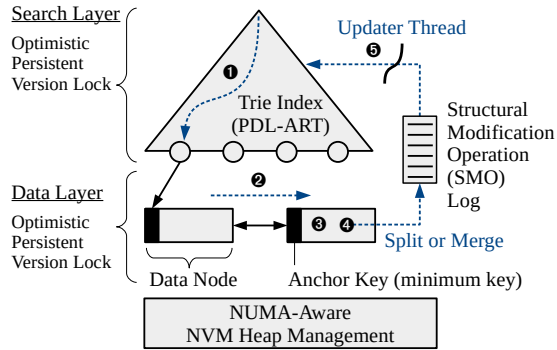 Search Layer
Optimistic
Persistent
Version Lock
❶
Trie Index
(PDL-ART)
Updater Thread
❺
Structural
Modification
Operation
(SMO)
Log
Data Layer
Optimistic
Persistent
Version Lock
❷
❸ ❹
Split or Merge
Data Node
Anchor Key (minimum key)
NUMA-Aware
NVM Heap Management